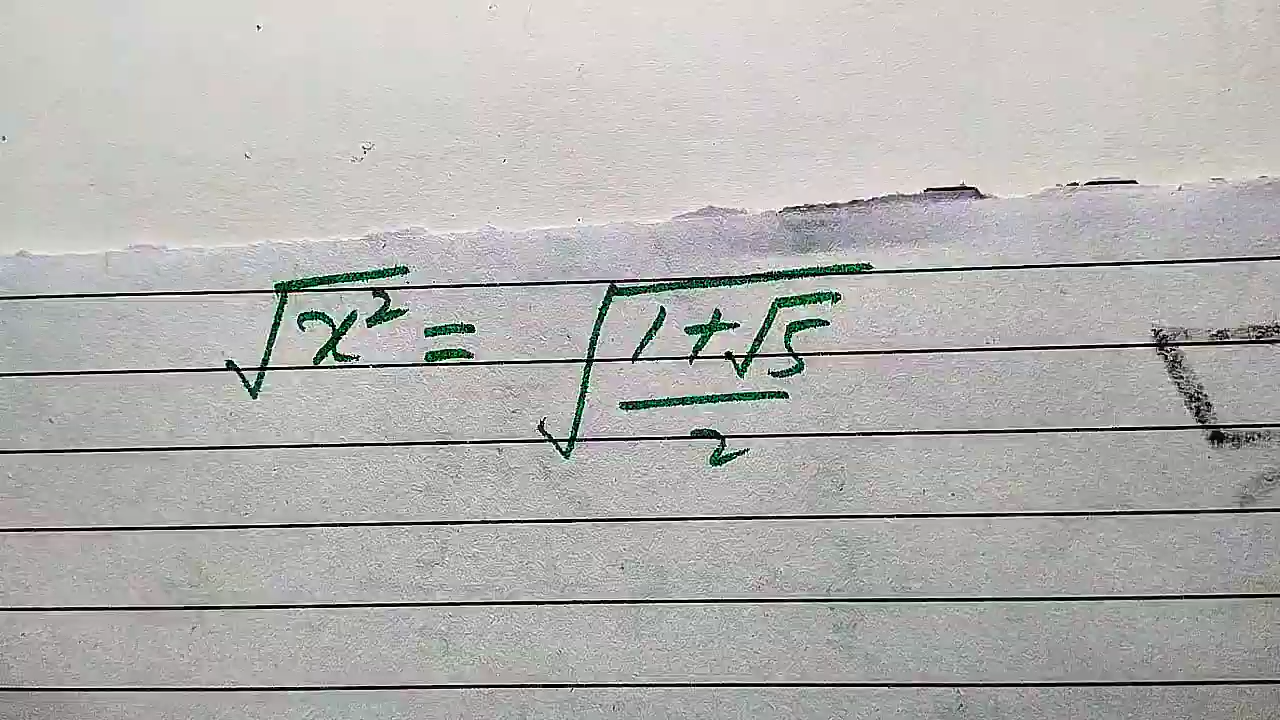 √x² = √((1+√5)/2)